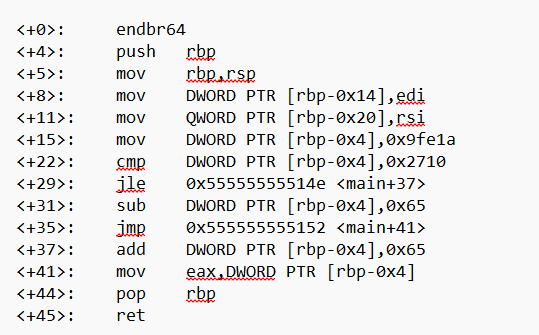 <+0>: endbr64
<+4>: push rbp
<+5>: mov rbp,rsp
<+8>: mov DWORD PTR [rbp-0x14],edi
<+11>: mov QWORD PTR [rbp-0x20],rsi
<+15>: mov DWORD PTR [rbp-0x4],0x9fe1a
<+22>: cmp DWORD PTR [rbp-0x4],0x2710
<+29>: jle 0x55555555514e <main+37>
<+31>: sub DWORD PTR [rbp-0x4],0x65
<+35>: jmp 0x555555555152 <main+41>
<+37>: add DWORD PTR [rbp-0x4],0x65
<+41>: mov eax,DWORD PTR [rbp-0x4]
<+44>: pop rbp
<+45>: ret